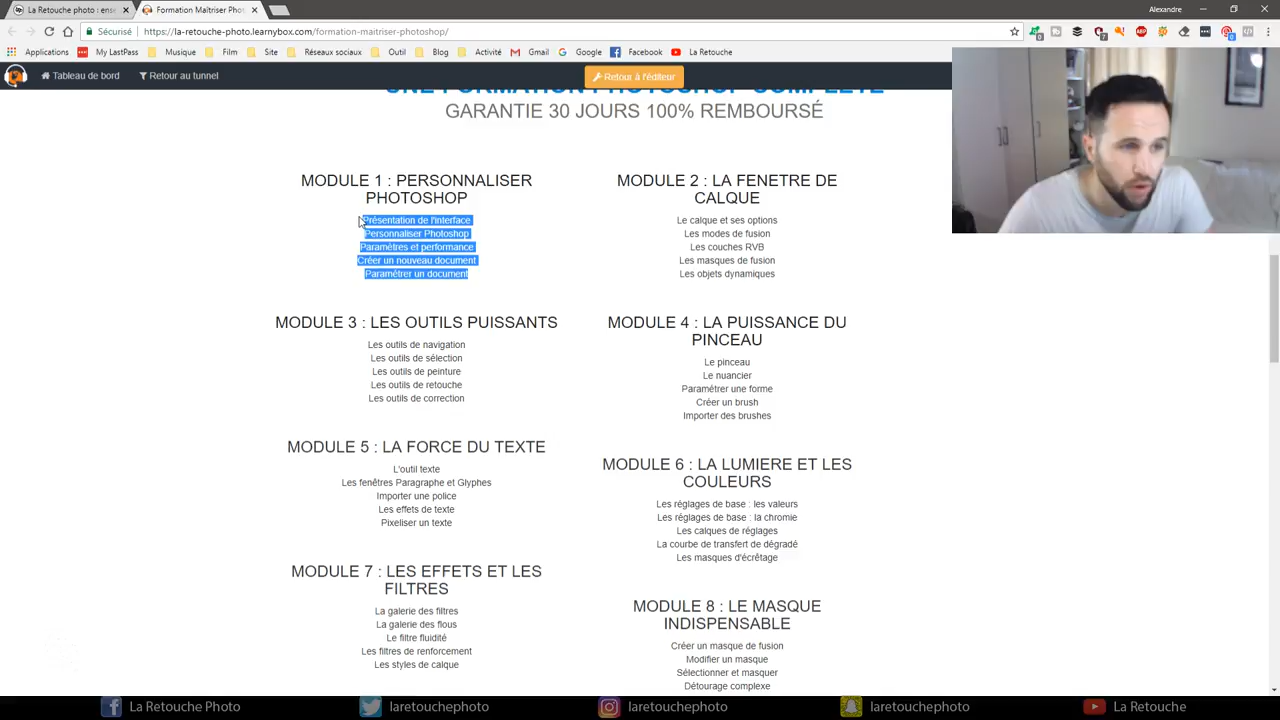 La Retouche photo : ens
Formation Maîtriser Pho
Alexandre
Sécurisé
https://la-retouche-photo.learnybox.com/formation-maitriser-photoshop/
Applications
My LastPass
Musique
Film
Site
Réseaux sociaux
Outil
Blog
Activité
Gmail
Google
Facebook
La Retouche
Tableau de bord
Retour au tunnel
Retour à l'éditeur
UNE FORMATION PHOTOSHOP COMPLÈTE
GARANTIE 30 JOURS 100% REMBOURSÉ
MODULE 1 : PERSONNALISER
PHOTOSHOP
Présentation de l'interface
Personnaliser Photoshop
Paramètres et performance
Créer un nouveau document
Paramétrer un document
MODULE 2 : LA FENETRE DE
CALQUE
Le calque et ses options
Les modes de fusion
Les couches RVB
Les masques de fusion
Les objets dynamiques
MODULE 3 : LES OUTILS PUISSANTS
Les outils de navigation
Les outils de sélection
Les outils de peinture
Les outils de retouche
Les outils de correction
MODULE 4 : LA PUISSANCE DU
PINCEAU
Le pinceau
Le nuancier
Paramétrer une forme
Créer un brush
Importer des brushes
MODULE 5 : LA FORCE DU TEXTE
L'outil texte
Les fenêtres Paragraphe et Glyphes
Importer une police
Les effets de texte
Pixeliser un texte
MODULE 6 : LA LUMIERE ET LES
COULEURS
Les réglages de base : les valeurs
Les réglages de base : la chromie
Les calques de réglages
La courbe de transfert de dégradé
Les masques d'écrêtage
MODULE 7 : LES EFFETS ET LES
FILTRES
La galerie des filtres
La galerie des flous
Le filtre fluidité
Les filtres de renforcement
Les styles de calque
MODULE 8 : LE MASQUE
INDISPENSABLE
Créer un masque de fusion
Modifier un masque
Sélectionner et masquer
Détourage complexe
La Retouche Photo
laretouchephoto
laretouchephoto
laretouchephoto
La Retouche